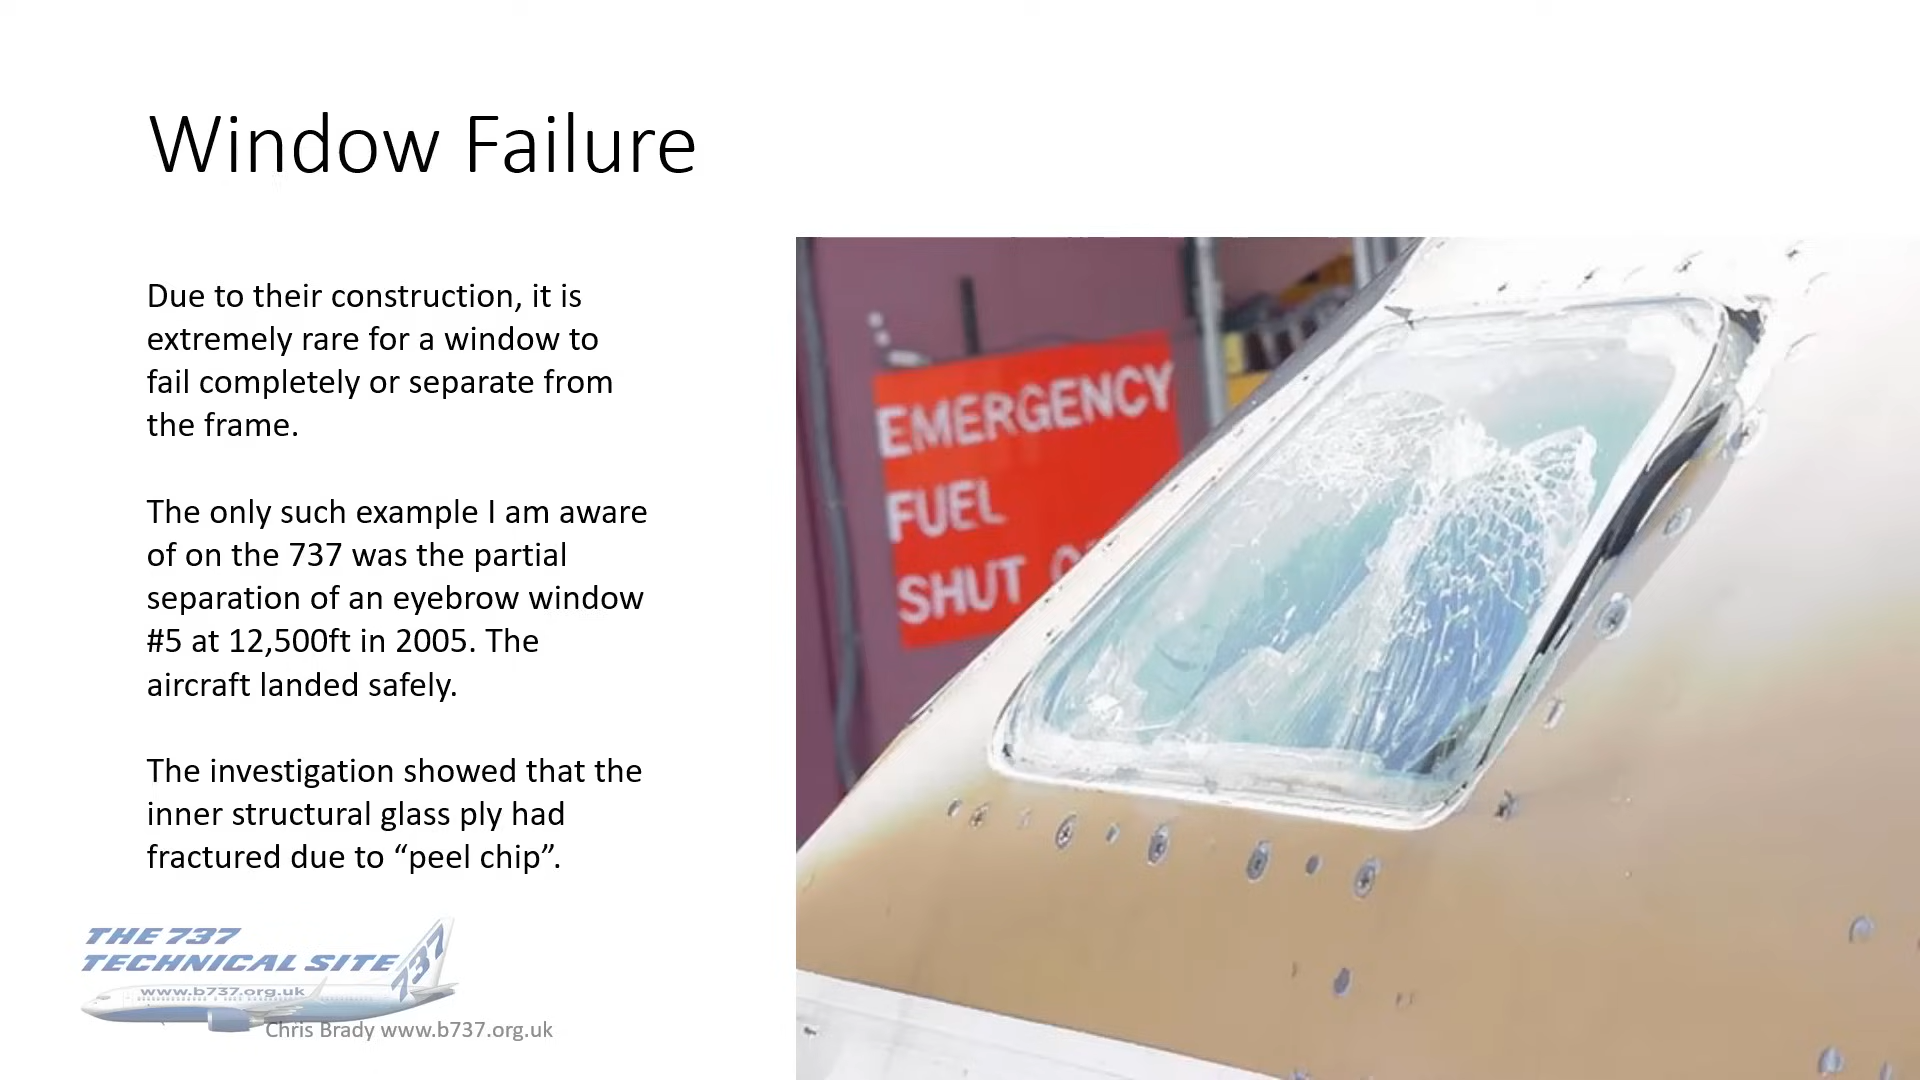 Window Failure
Due to their construction, it is
extremely rare for a window to
fail completely or separate from
the frame.
The only such example I am aware
of on the 737 was the partial
separation of an eyebrow window
#5 at 12,500ft in 2005. The
aircraft landed safely.
The investigation showed that the
inner structural glass ply had
fractured due to “peel chip”.
EMERGENCY
FUEL
SHUT
THE 737
TECHNICAL SITE
737
www.b737.org.uk
Chris Brady www.b737.org.uk